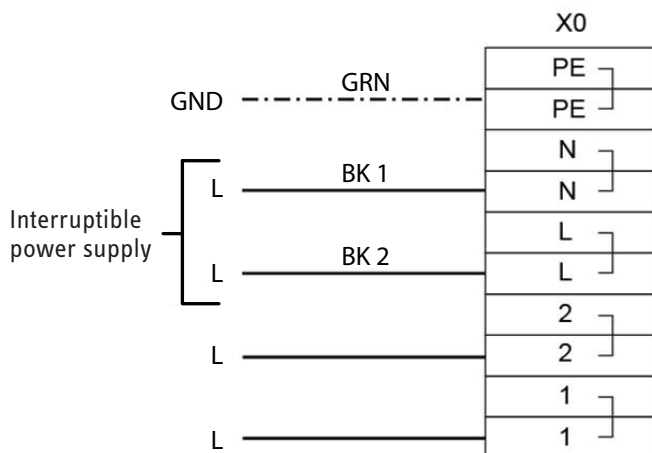 X0
PE
GND GRN PE
N
L BK 1 N
Interruptible
power supply
L
L BK 2 L
2
L 2
1
L 1